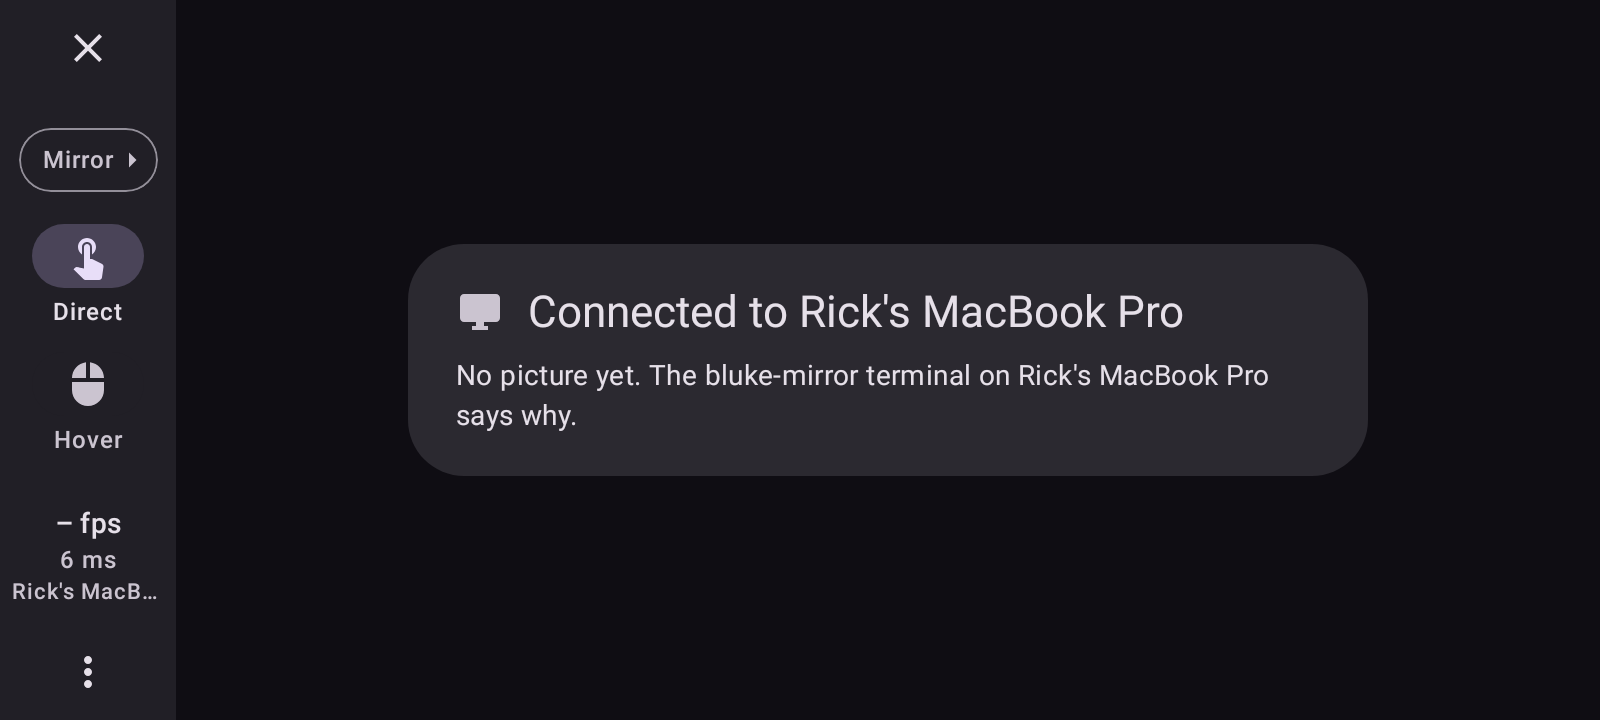 Mirror
Direct
Hover
– fps
6 ms
Rick's MacB…
Connected to Rick's MacBook Pro
No picture yet. The bluke-mirror terminal on Rick's MacBook Pro
says why.